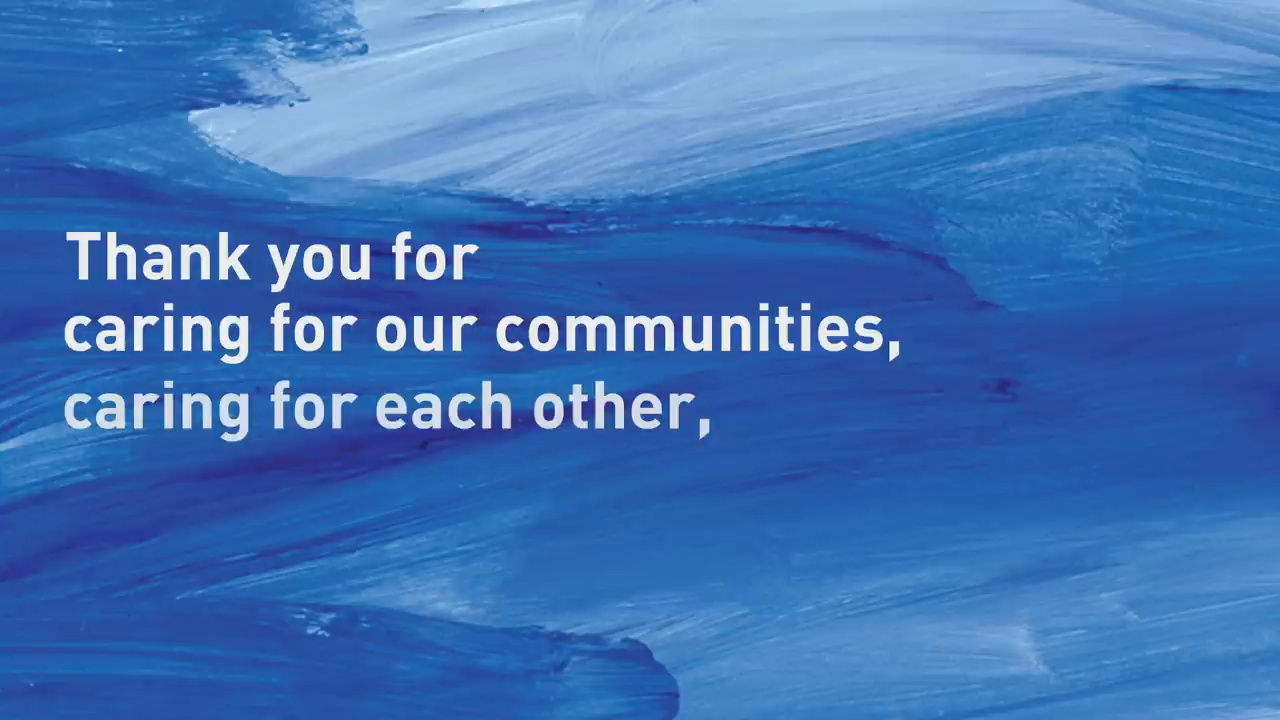 Thank you for
caring for our communities,
caring for each other,